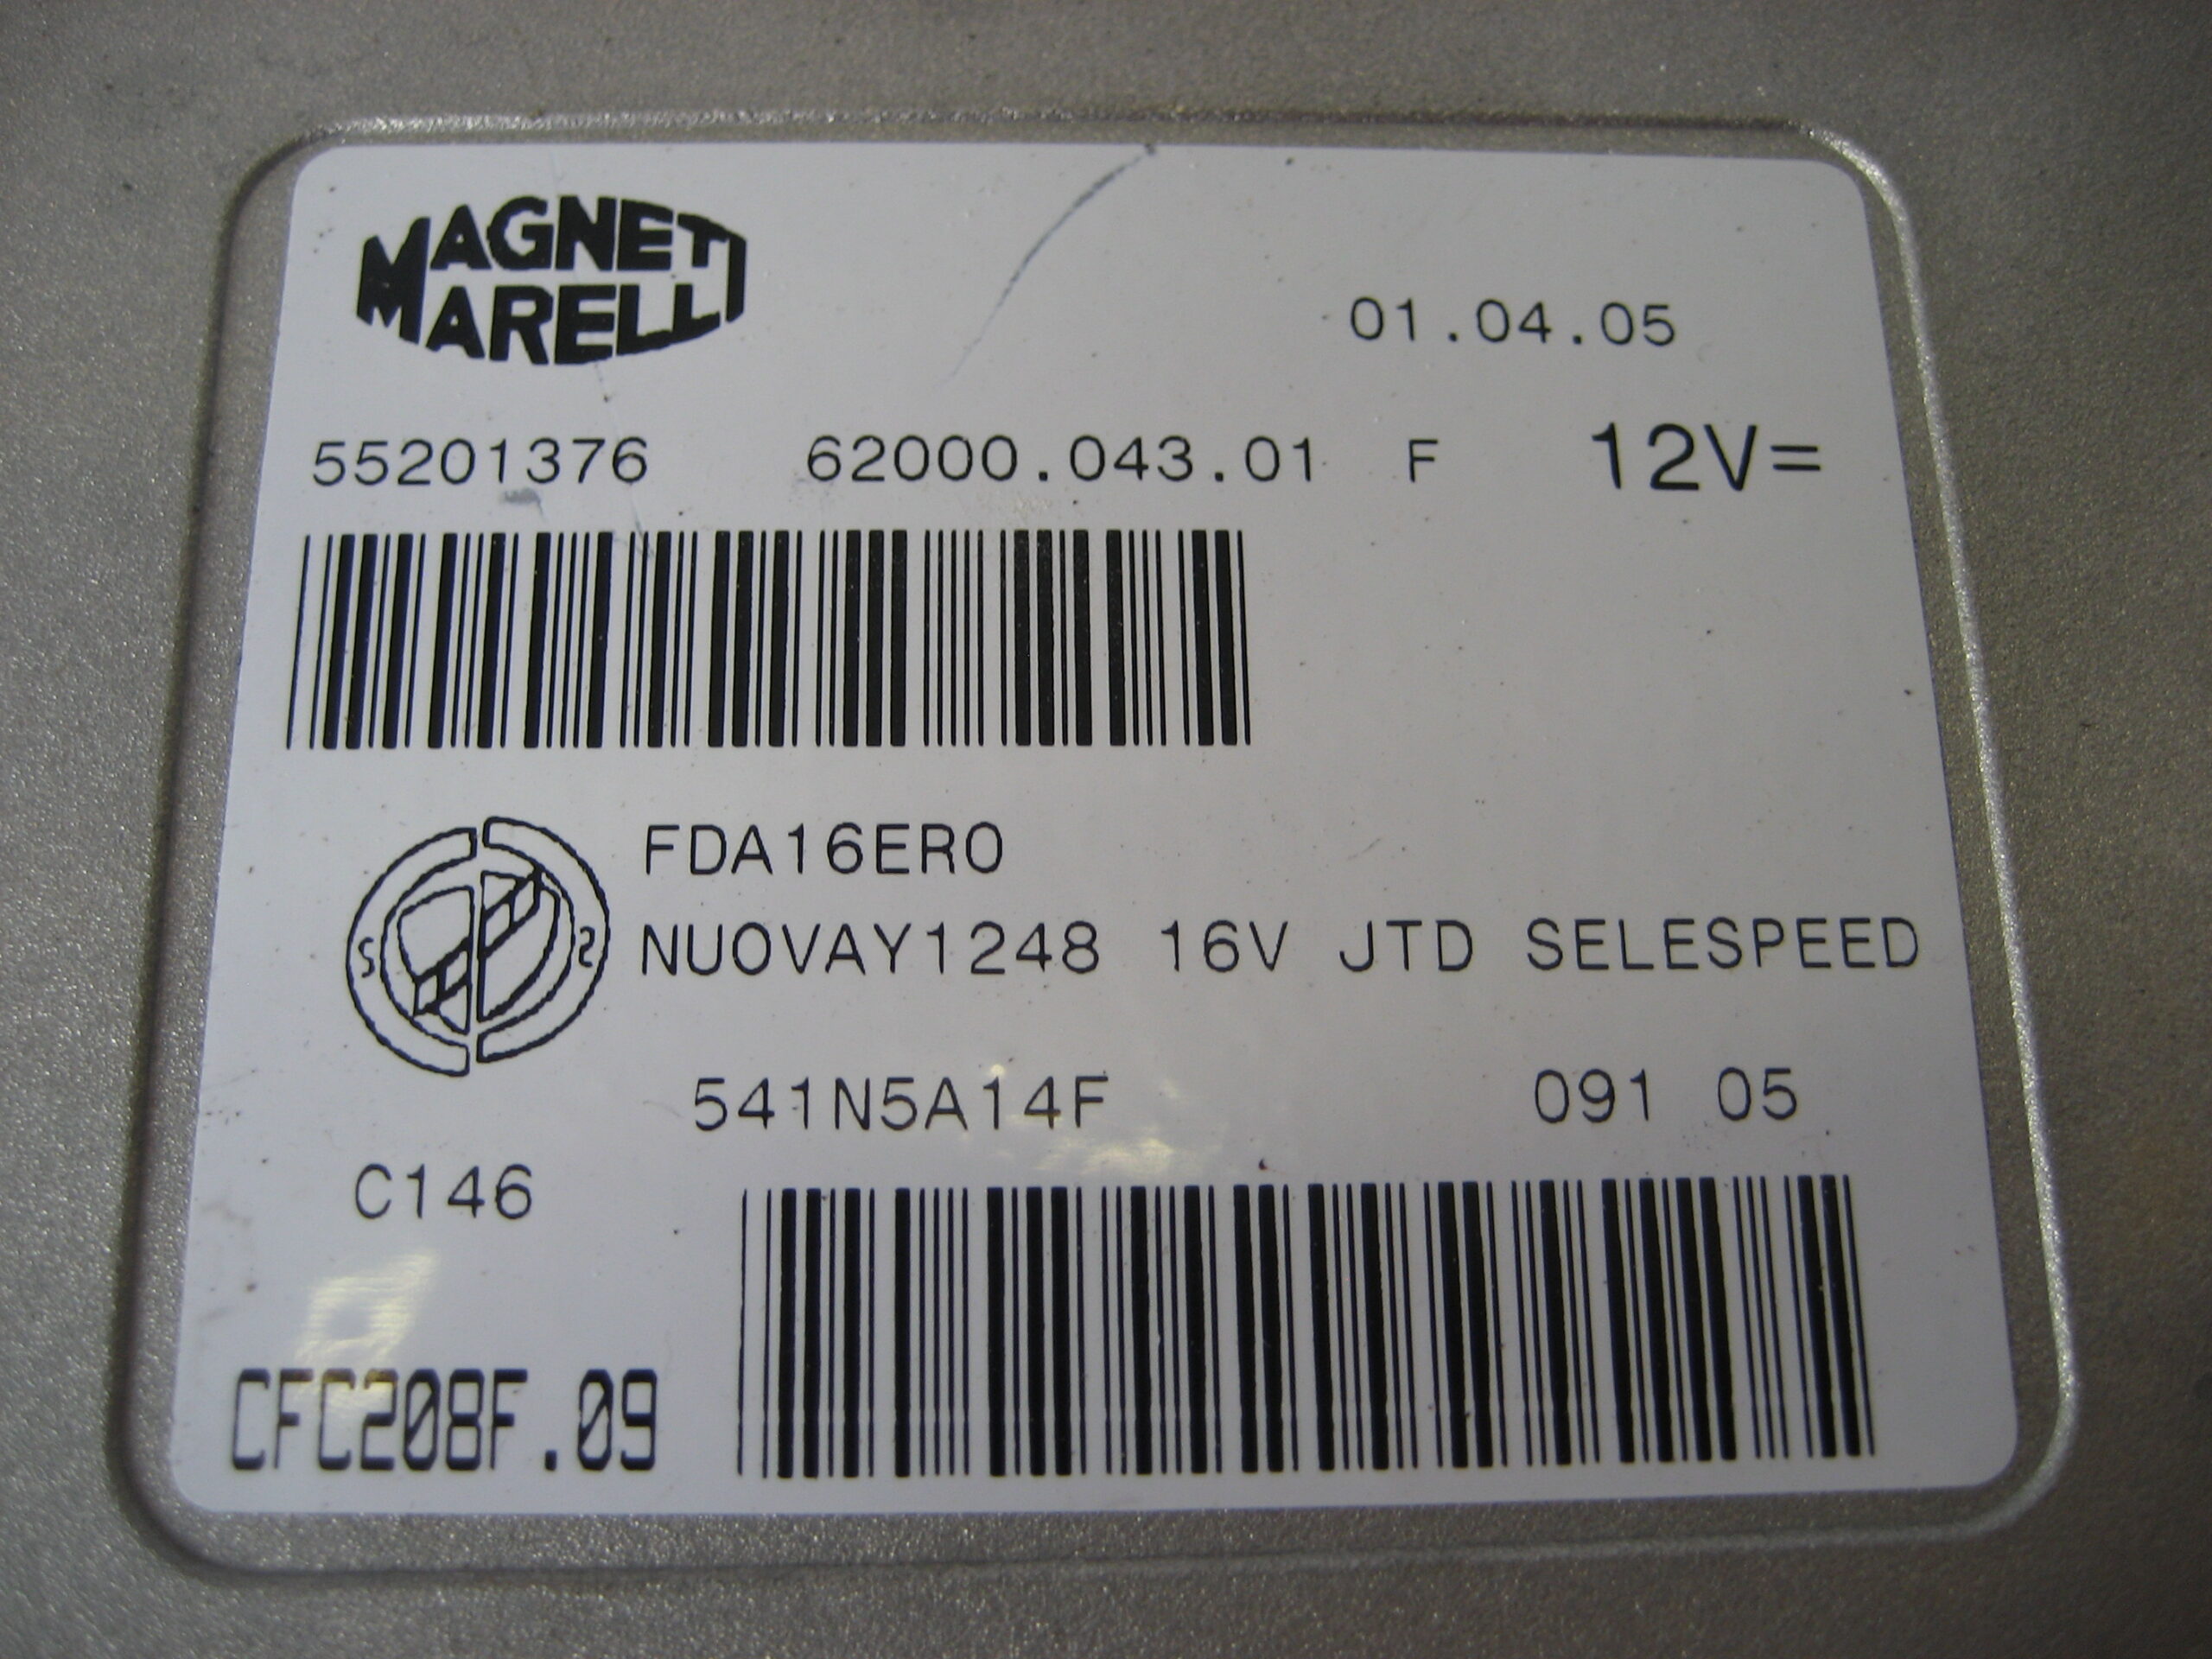 MAGNETI
MARELLI
01.04.05
55201376 62000.043.01 F 12V=
FDA16ER0
NUOVAY1248 16V JTD SELESPEED
541N5A14F 091 05
C146
CFC208F.09